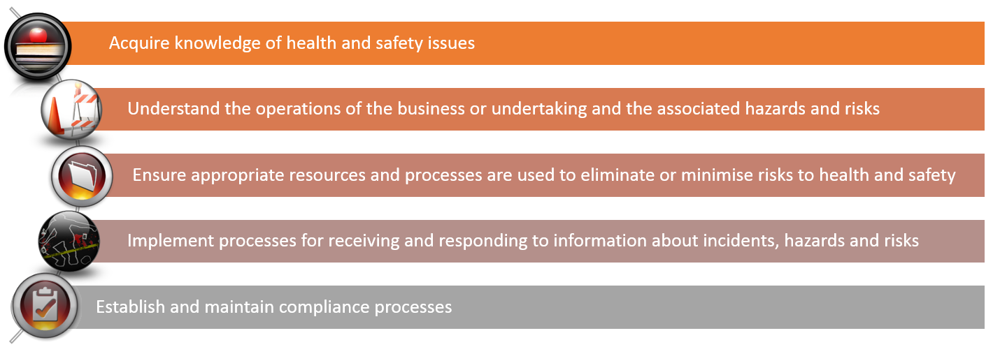 Acquire knowledge of health and safety issues
Understand the operations of the business or undertaking and the associated hazards and risks
Ensure appropriate resources and processes are used to eliminate or minimise risks to health and safety
Implement processes for receiving and responding to information about incidents, hazards and risks
Establish and maintain compliance processes